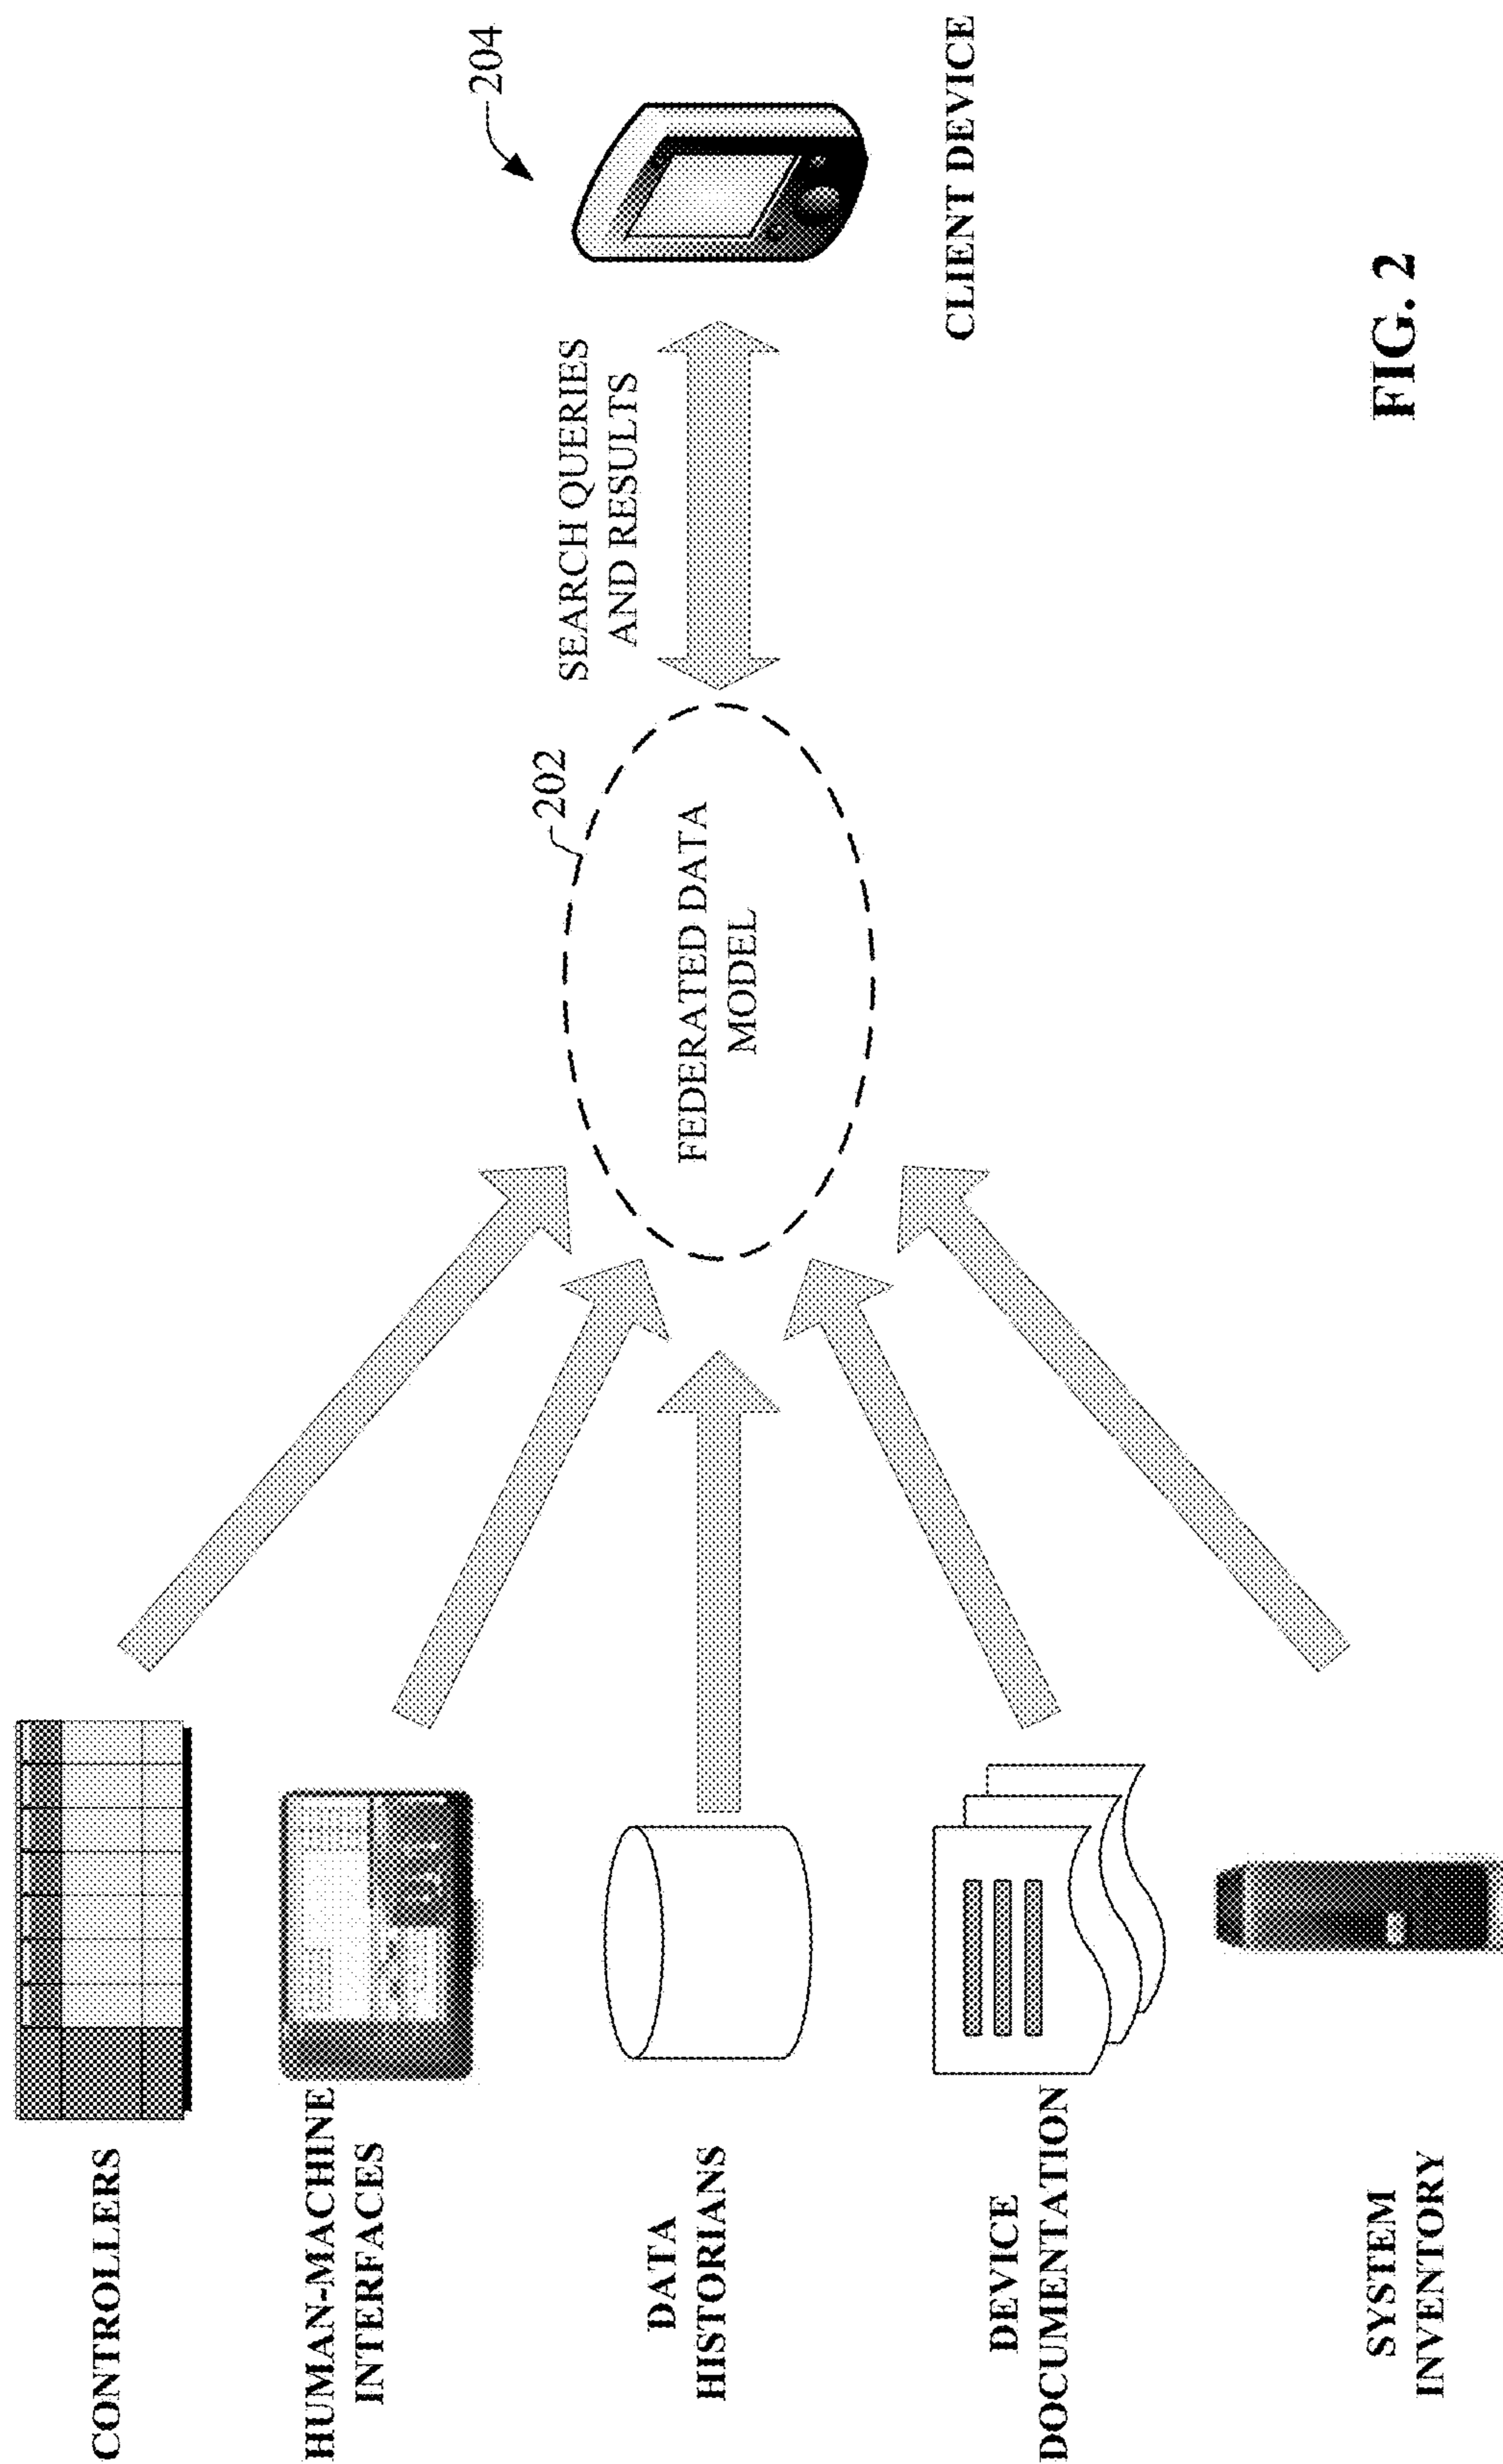 CONTROLLERS
HUMAN-MACHINE
INTERFACES
DATA
HISTORIANS
DEVICE
DOCUMENTATION
SYSTEM
INVENTORY
202
FEDERATED DATA
MODEL
SEARCH QUERIES
AND RESULTS
204
CLIENT DEVICE
FIG. 2